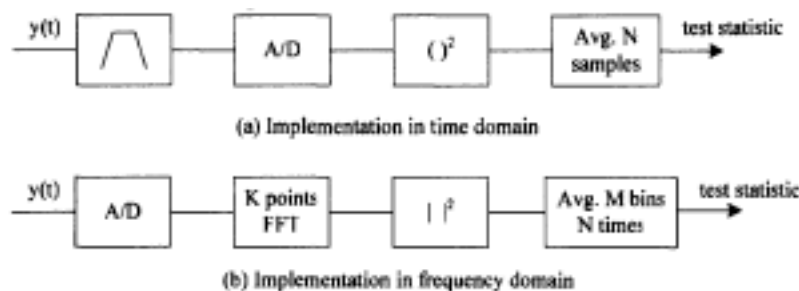 y(t)
A/D
( )²
Avg. N
samples
test statistic
(a) Implementation in time domain
y(t)
A/D
K points
FFT
| |²
Avg. M bins
N times
test statistic
(b) Implementation in frequency domain